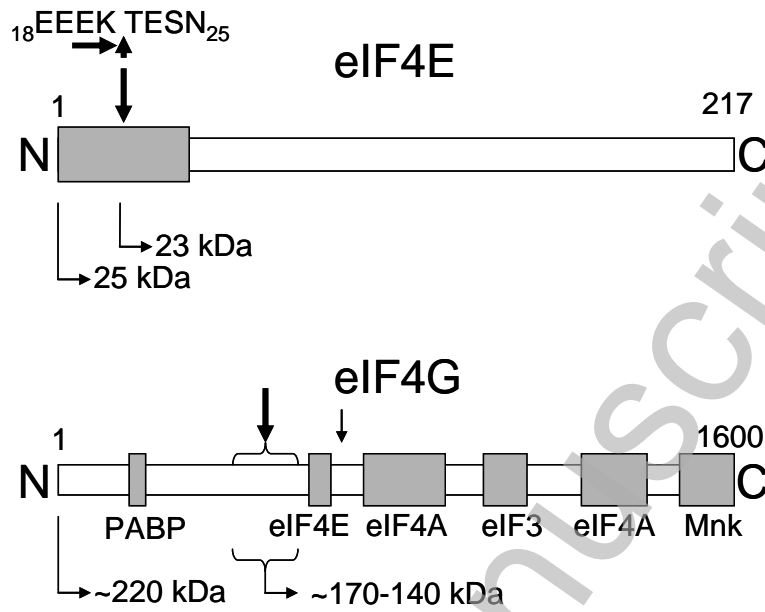 18EEEK TESN25
eIF4E
1 217
N C
23 kDa
25 kDa
eIF4G
1 1600
N C
PABP eIF4E eIF4A eIF3 eIF4A Mnk
~220 kDa ~170-140 kDa
nuscri